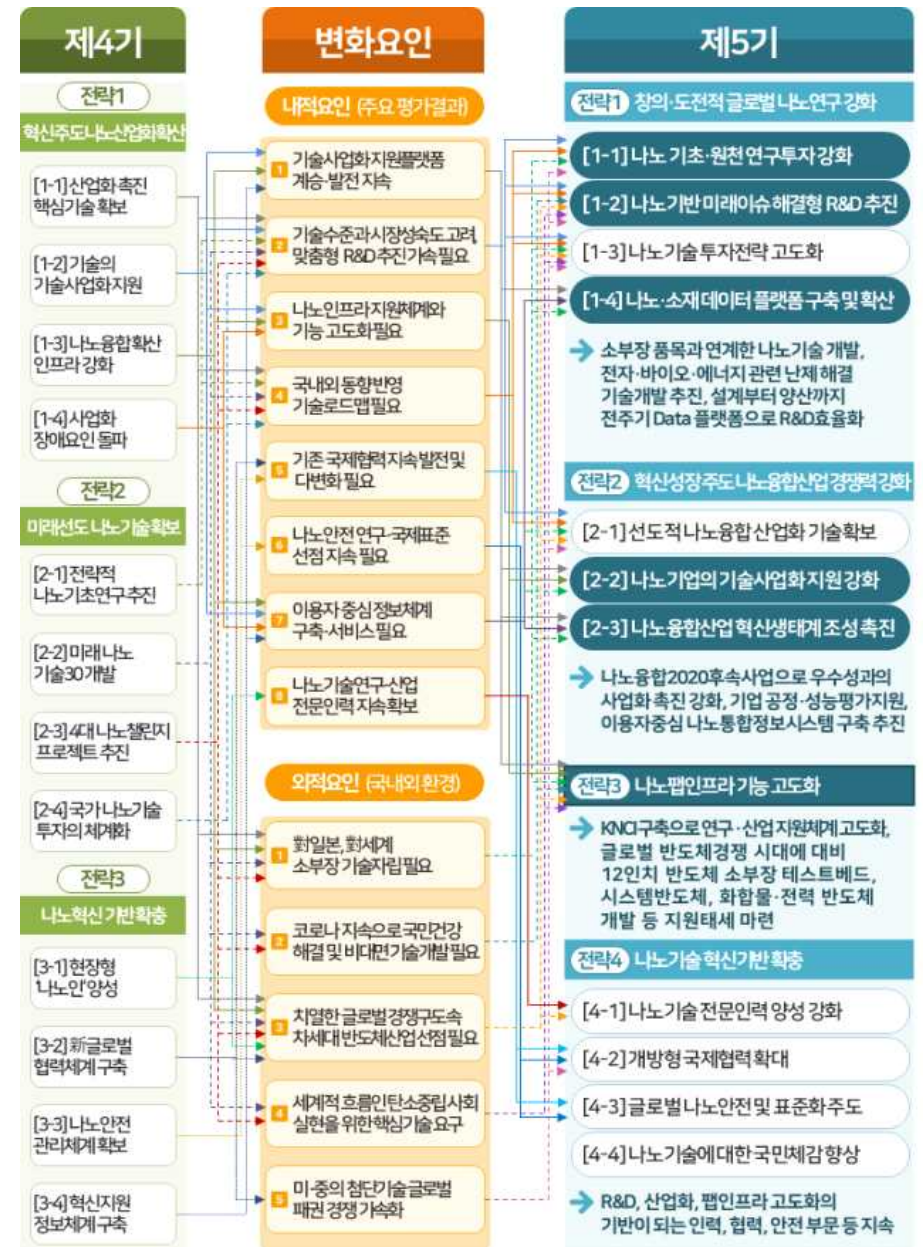 제4기
전략1
혁신주도나노산업화확산
[1-1]산업화 촉진
핵심기술 확보
[1-2]기술의
기술사업화지원
[1-3]나노융합확산
인프라 강화
[1-4]사업화
장애요인 돌파
전략2
미래선도 나노기술확보
[2-1]전략적
나노기초연구추진
[2-2]미래나노
기술30개발
[2-3]4대나노챌린지
프로젝트 추진
[2-4]국가나노기술
투자의체계화
전략3
나노혁신기반확충
[3-1]현장형
'나노인'양성
[3-2]新글로벌
협력체계구축
[3-3]나노안전
관리체계확보
[3-4]혁신지원
정보체계구축
변화요인
내적요인 (주요 평가결과)
1 기술사업화지원플랫폼
계승·발전 지속
2 기술수준과시장성숙도고려,
맞춤형 R&D추진가속필요
3 나노인프라지원체계와
기능 고도화필요
4 국내외 동향반영
기술로드맵필요
5 기존국제협력지속발전및
다변화필요
6 나노안전연구·국제표준
선점 지속 필요
7 이용자 중심 정보체계
구축·서비스 필요
8 나노기술연구·산업
전문인력 지속확보
외적요인 (국내외환경)
1 對일본, 對세계
소부장 기술자립필요
2 코로나 지속으로국민건강
해결 및 비대면기술개발필요
3 치열한글로벌경쟁구도속
차세대반도체산업선점필요
4 세계적흐름인탄소중립사회
실현을 위한핵심기술요구
5 미·중의 첨단기술글로벌
패권 경쟁 가속화
제5기
전략1 창의·도전적글로벌나노연구강화
[1-1]나노 기초·원천연구투자강화
[1-2]나노기반미래이슈해결형R&D추진
[1-3]나노기술투자전략고도화
[1-4]나노·소재데이터플랫폼구축및확산
소부장 품목과 연계한 나노기술 개발,
전자·바이오·에너지 관련 난제 해결
기술개발 추진, 설계부터 양산까지
전주기 Data 플랫폼으로 R&D효율화
전략2 혁신성장주도나노융합산업경쟁력강화
[2-1]선도적나노융합산업화 기술확보
[2-2]나노기업의기술사업화지원강화
[2-3]나노융합산업혁신생태계조성촉진
나노융합2020후속사업으로 우수성과의
사업화 촉진 강화, 기업 공정·성능평가지원,
이용자중심 나노통합정보시스템 구축 추진
전략3 나노팹인프라기능고도화
KNCI구축으로연구·산업지원체계고도화,
글로벌 반도체경쟁 시대에 대비
12인치 반도체 소부장 테스트베드,
시스템반도체, 화합물·전력 반도체
개발 등 지원태세 마련
전략4 나노기술혁신기반확충
[4-1]나노기술 전문인력 양성 강화
[4-2]개방형 국제협력확대
[4-3]글로벌나노안전및 표준화주도
[4-4]나노기술에대한국민체감향상
R&D, 산업화, 팹인프라 고도화의
기반이 되는 인력, 협력, 안전 부문 등 지속